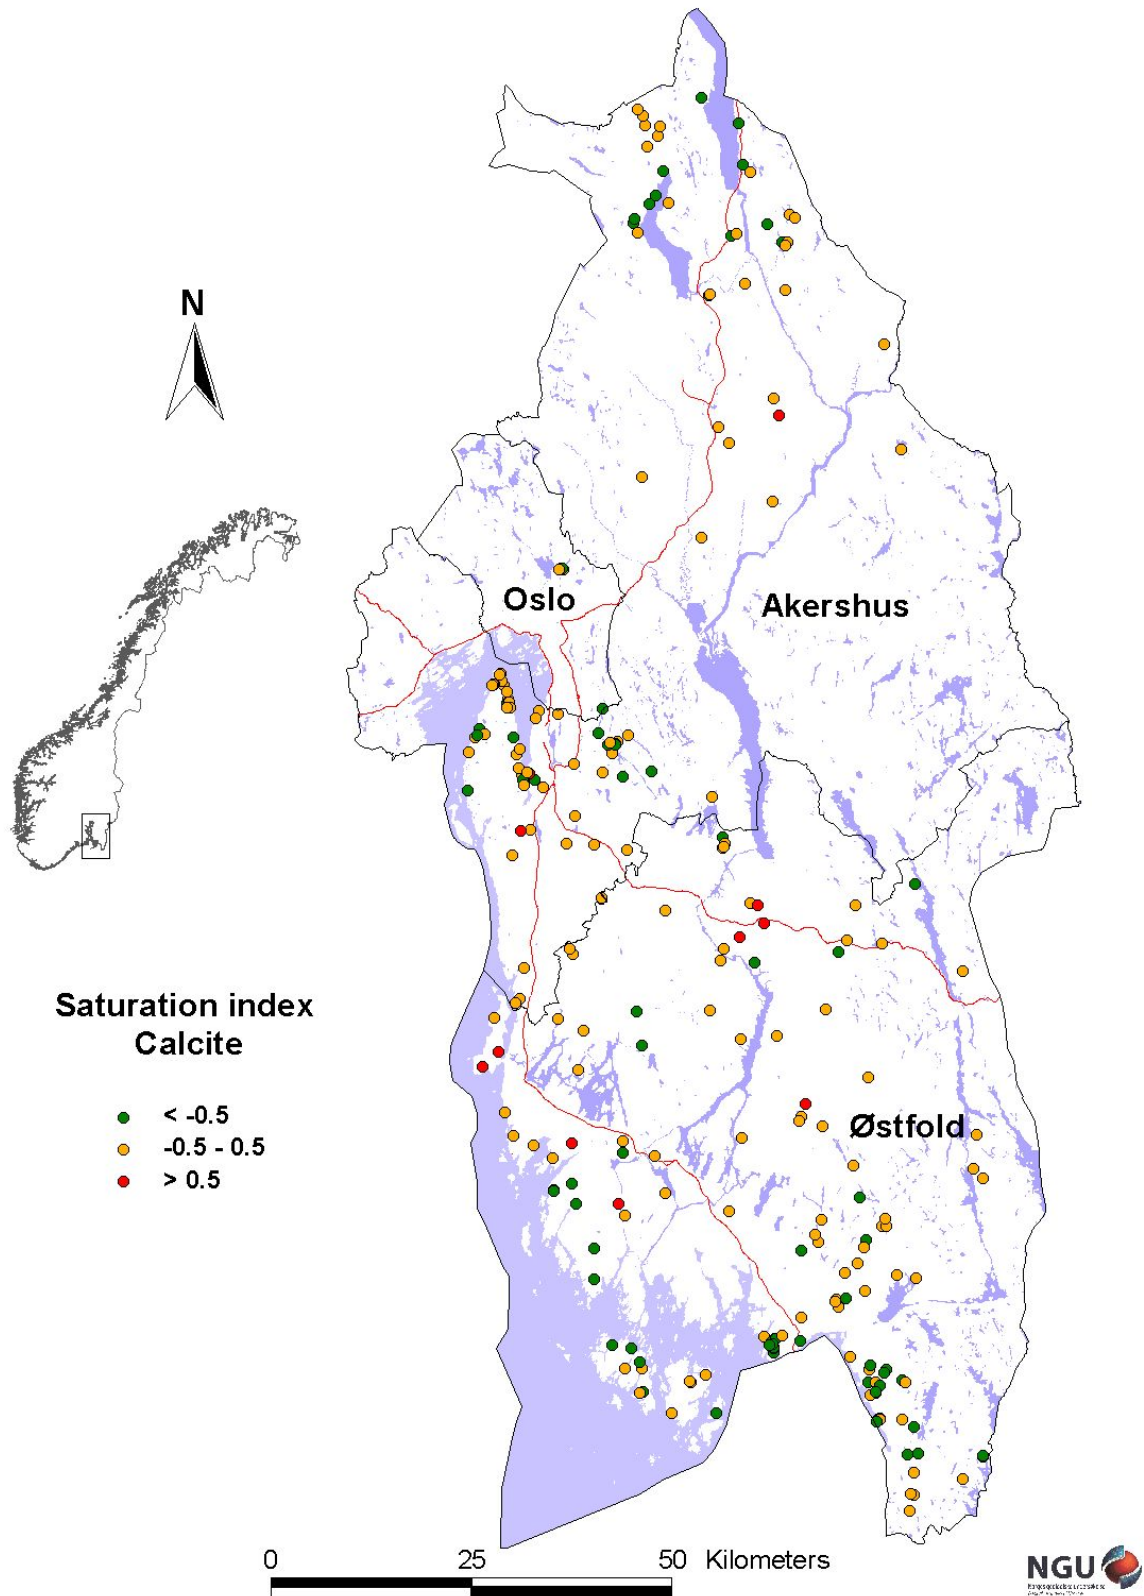 N
Oslo
Akershus
Saturation index
Calcite
< -0.5
-0.5 - 0.5
> 0.5
Østfold
0 25 50 Kilometers
NGU